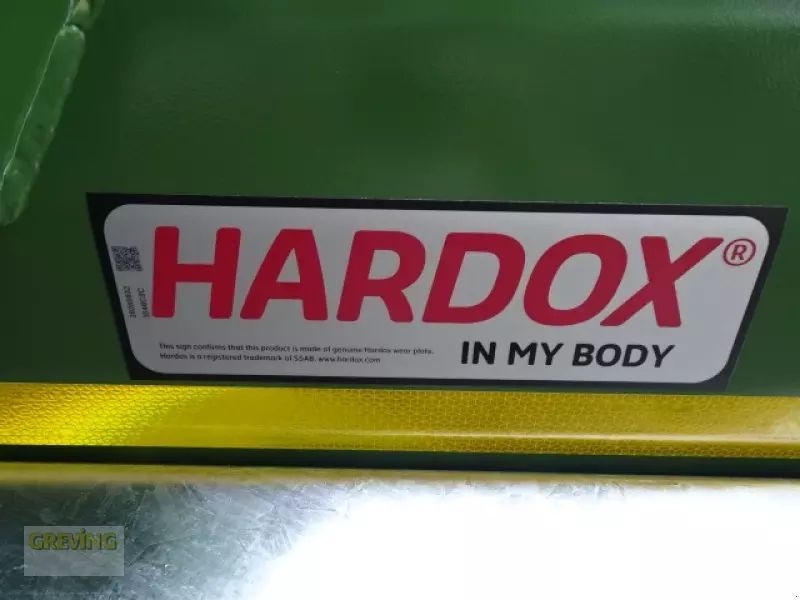 HARDOX®
This sign confirms that this product is made of genuine Hardox wear plate.
Hardox is a registered trademark of SSAB. www.hardox.com
IN MY BODY
GREVING